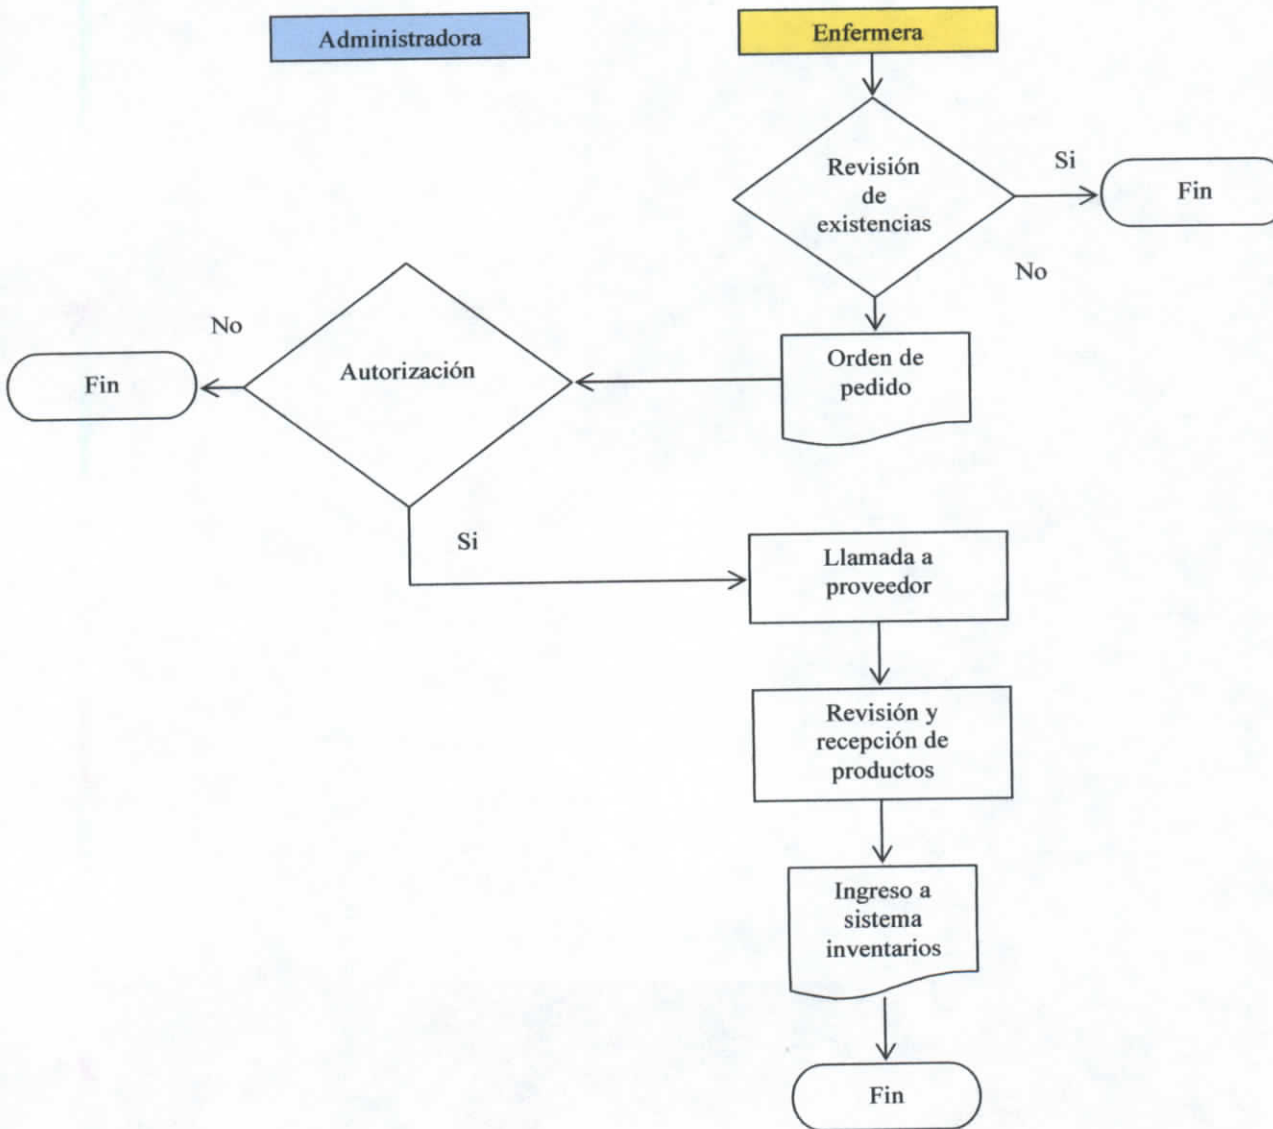 Administradora
Enfermera
Revisión
de
existencias
Si
Fin
No
Orden de
pedido
No
Autorización
Fin
Si
Llamada a
proveedor
Revisión y
recepción de
productos
Ingreso a
sistema
inventarios
Fin